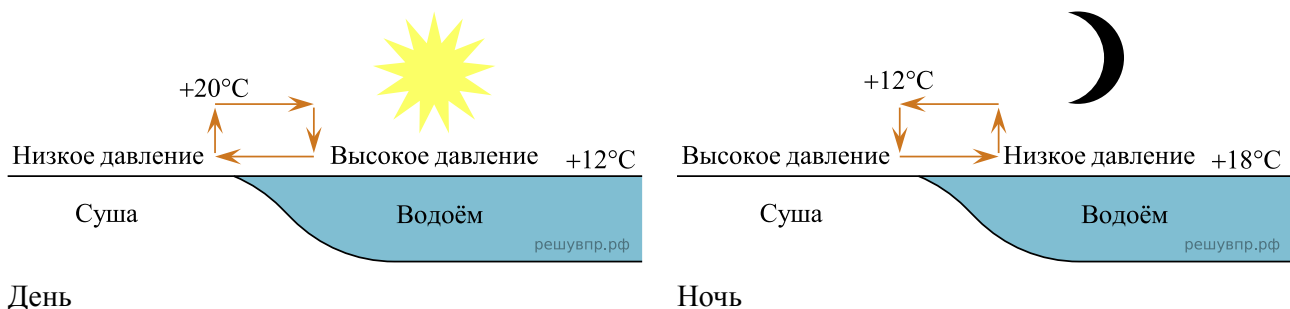 +20°C
Низкое давление
Высокое давление
+12°C
Суша
Водоём
решувпр.рф
День
+12°C
Высокое давление
Низкое давление
+18°C
Суша
Водоём
решувпр.рф
Ночь